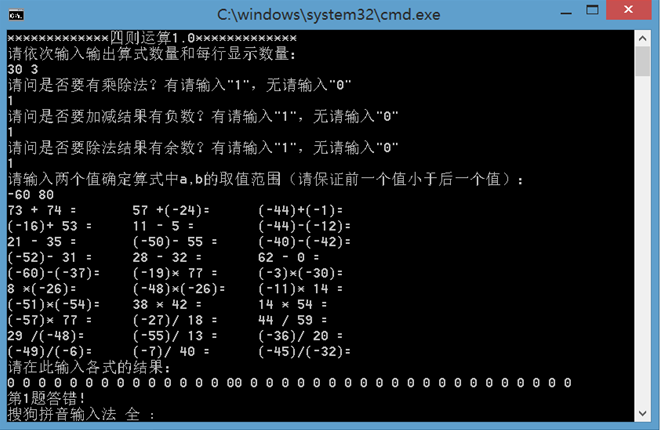 C:\windows\system32\cmd.exe
×××××××××××××四则运算1.0×××××××××××××
请依次输入输出算式数量和每行显示数量:
30 3
请问是否要有乘除法? 有请输入"1", 无请输入"0"
1
请问是否要加减结果有负数? 有请输入"1", 无请输入"0"
1
请问是否要除法结果有余数? 有请输入"1", 无请输入"0"
1
请输入两个值确定算式中a,b的取值范围（请保证前一个值小于后一个值）:
-60 80
73 + 74 = 57 +(-24)= (-44)+(-1)=
(-16)+ 53 = 11 - 5 = (-44)-(-12)=
21 - 35 = (-50)- 55 = (-40)-(-42)=
(-52)- 31 = 28 - 32 = 62 - 0 =
(-60)-(-37)= (-19)* 77 = (-3)*(-30)=
8 *(-26)= (-48)*(-26)= (-11)* 14 =
(-51)*(-54)= 38 * 42 = 14 * 54 =
(-57)* 77 = (-27)/ 18 = 44 / 59 =
29 /(-48)= (-55)/ 13 = (-36)/ 20 =
(-49)/(-6)= (-7)/ 40 = (-45)/(-32)=
请在此输入各式的结果:
0 0 0 0 0 0 0 0 0 0 0 0 0 0 00 0 0 0 0 0 0 0 0 0 0 0 0 0 0 0 0 0 0 0 0 0
第1题答错!
搜狗拼音输入法 全 :